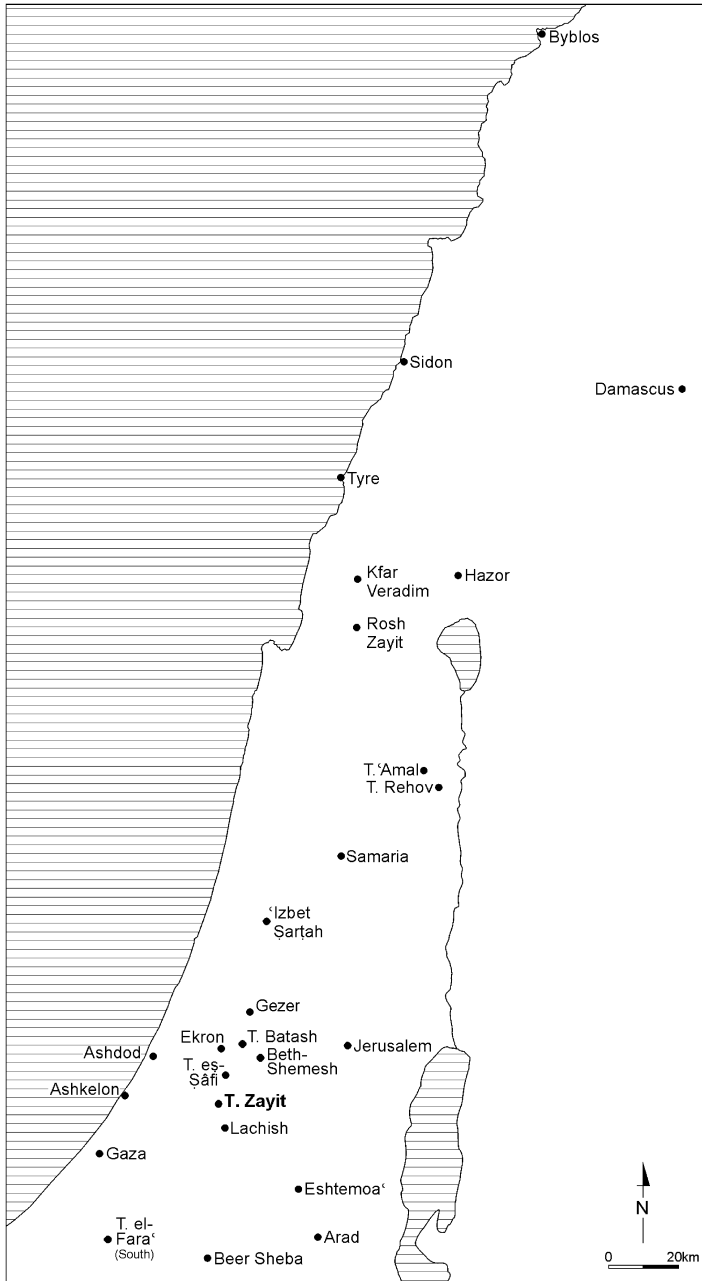 Byblos
Sidon
Damascus
Tyre
Kfar
Veradim
Hazor
Rosh
Zayit
T.ʿAmal
T. Rehov
Samaria
ʿIzbet
Ṣarṭah
Gezer
T. Batash
Ekron
Jerusalem
Beth-
Shemesh
Ashdod
T. eṣ-
Ṣâfi
Ashkelon
T. Zayit
Lachish
Gaza
Eshtemoaʿ
T. el-
Faraʿ
(South)
Arad
Beer Sheba
N
0 20km